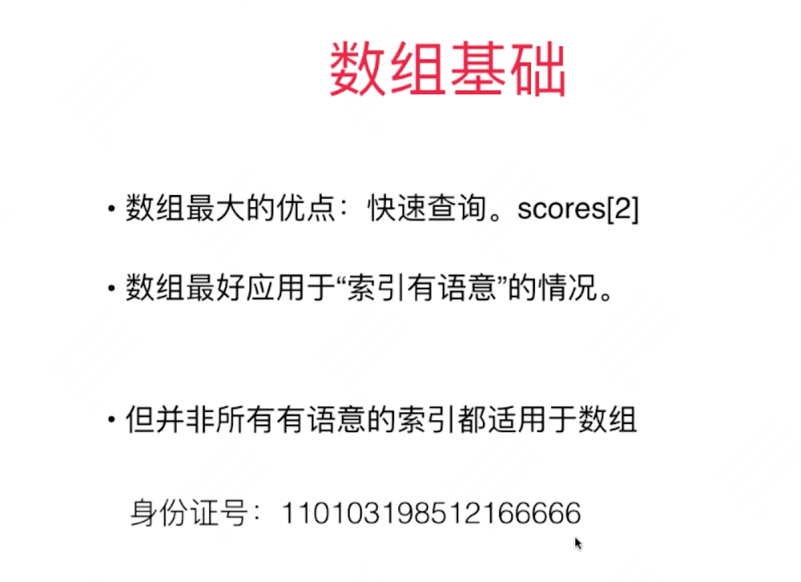 数组基础
• 数组最大的优点：快速查询。scores[2]
• 数组最好应用于“索引有语意”的情况。
• 但并非所有有语意的索引都适用于数组
身份证号：110103198512166666